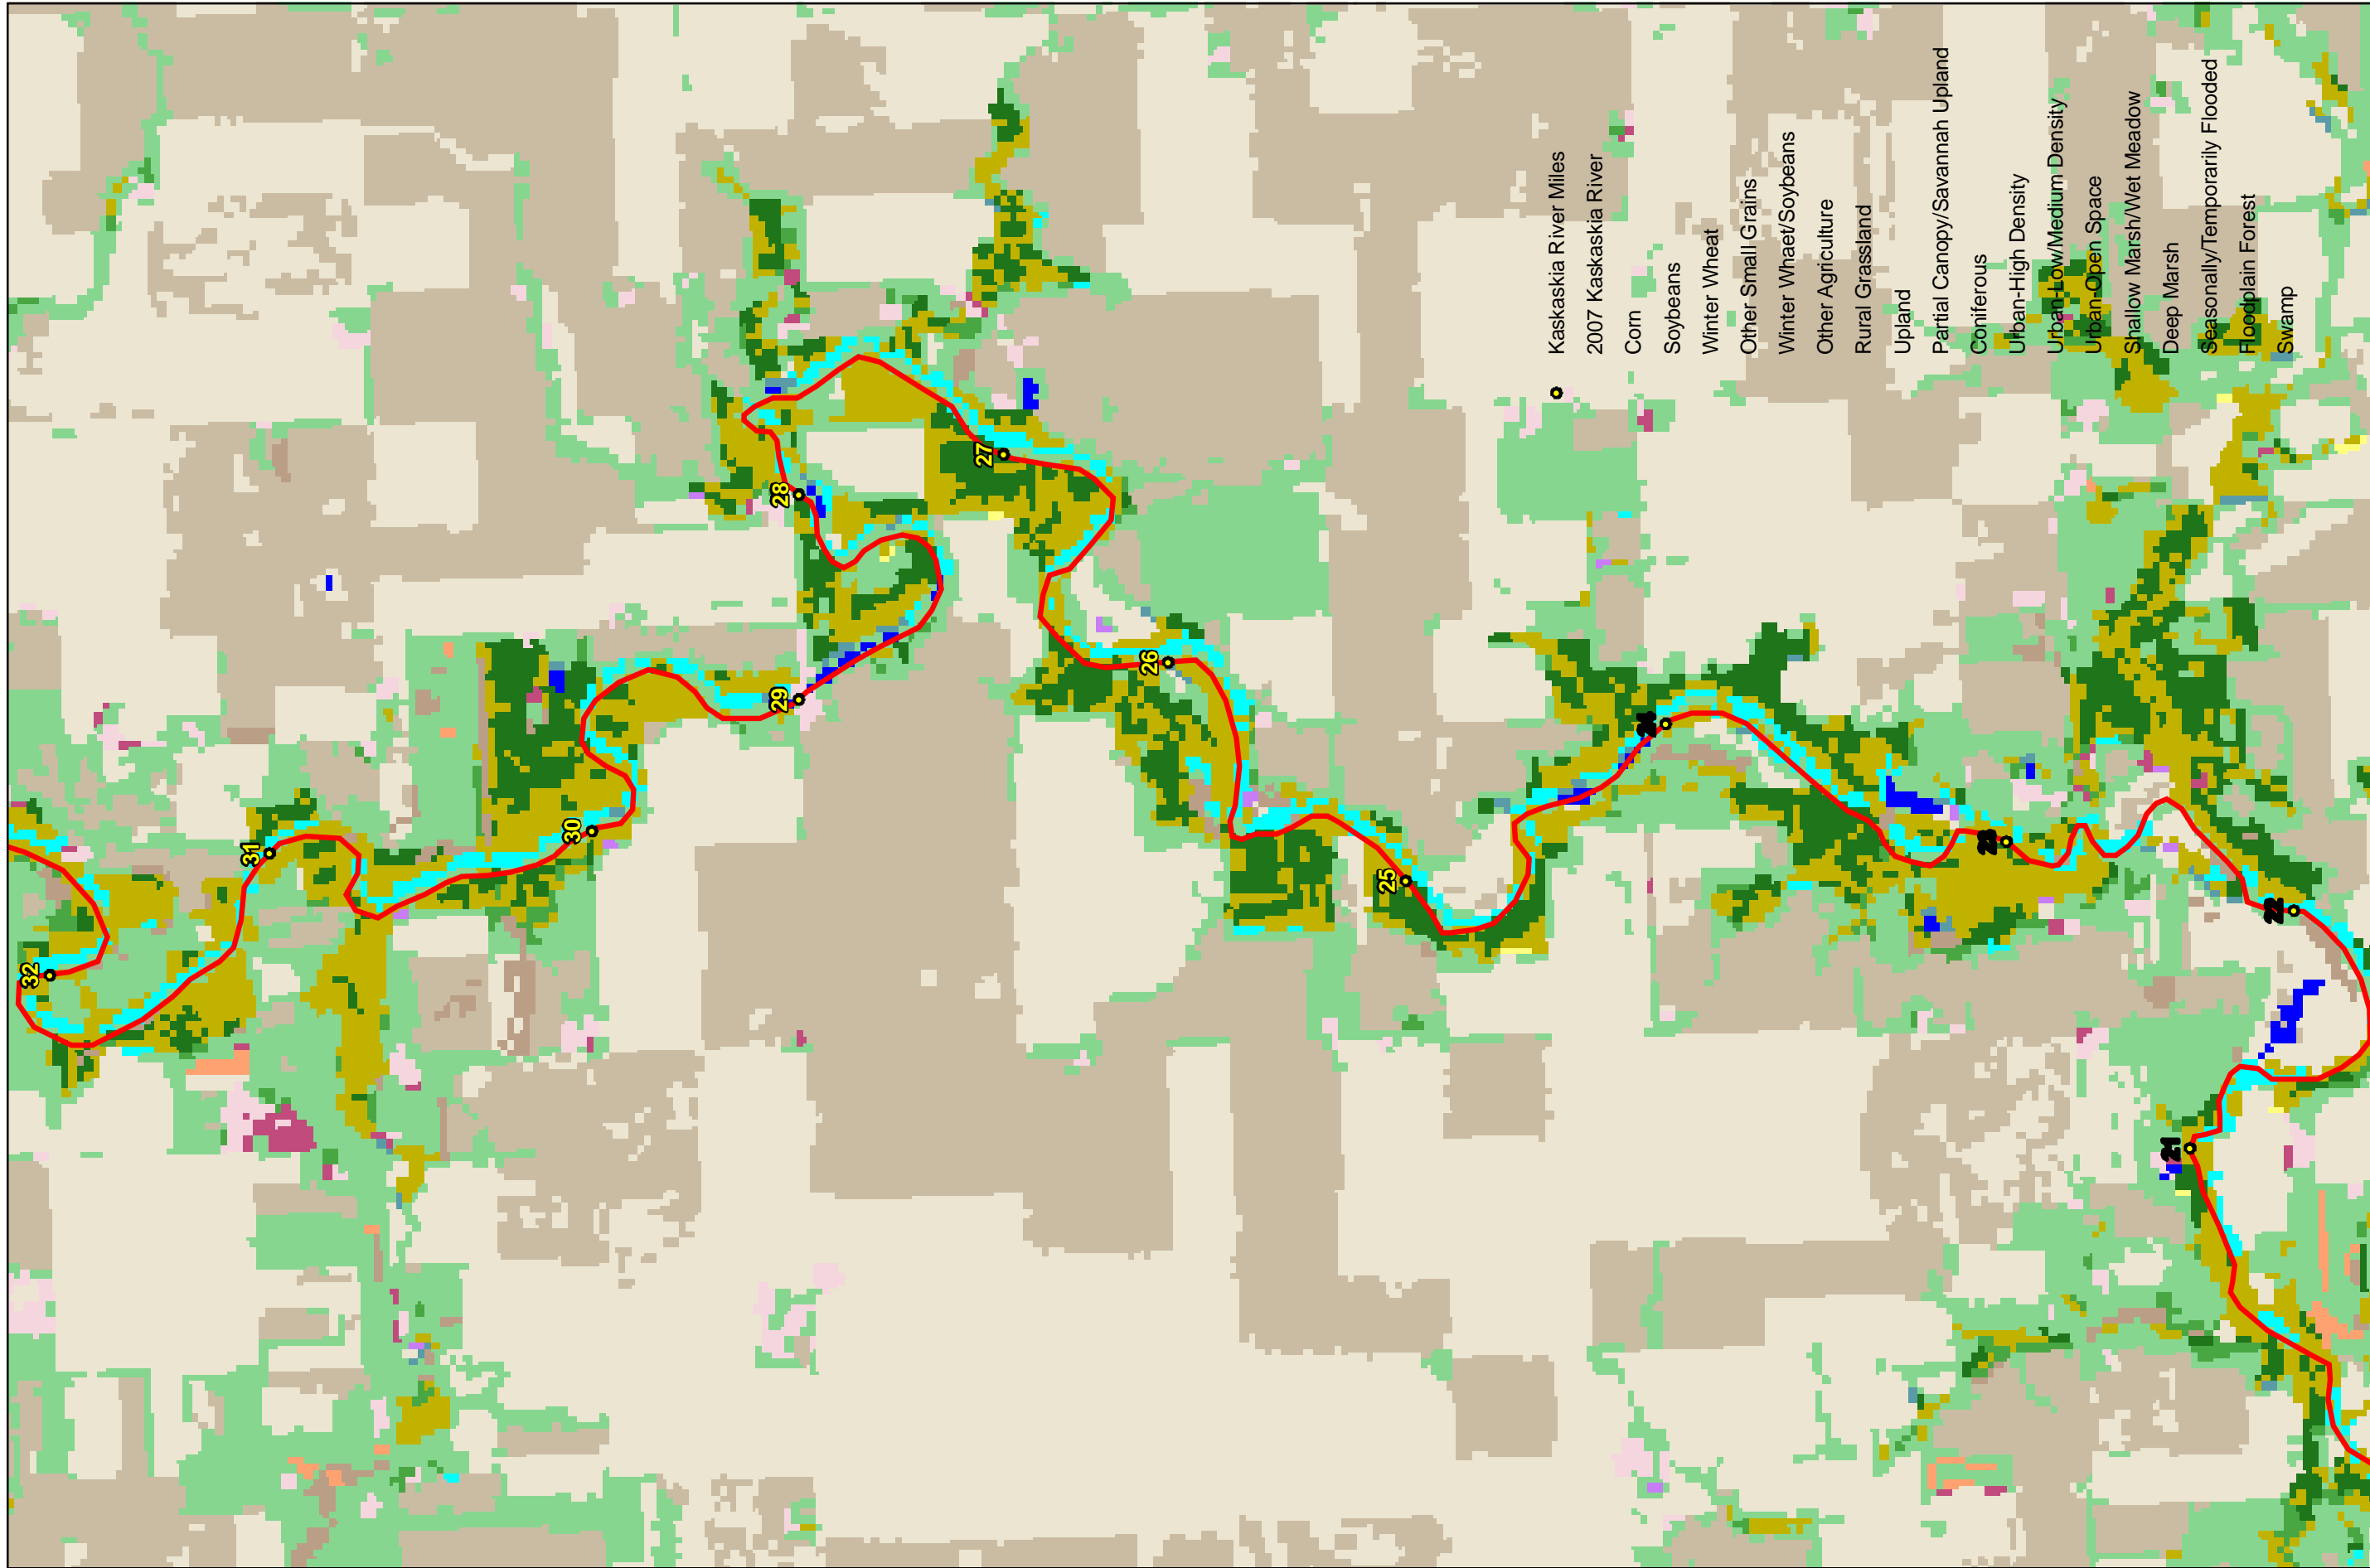 Kaskaskia River Miles
2007 Kaskaskia River
Corn
Soybeans
Winter Wheat
Other Small Grains
Winter Whaet/Soybeans
Other Agriculture
Rural Grassland
Upland
Partial Canopy/Savannah Upland
Coniferous
Urban-High Density
Urban-Low/Medium Density
Urban-Open Space
Shallow Marsh/Wet Meadow
Deep Marsh
Seasonally/Temporarily Flooded
Floodplain Forest
Swamp
32
31
30
29
28
27
26
25
24
23
22
21